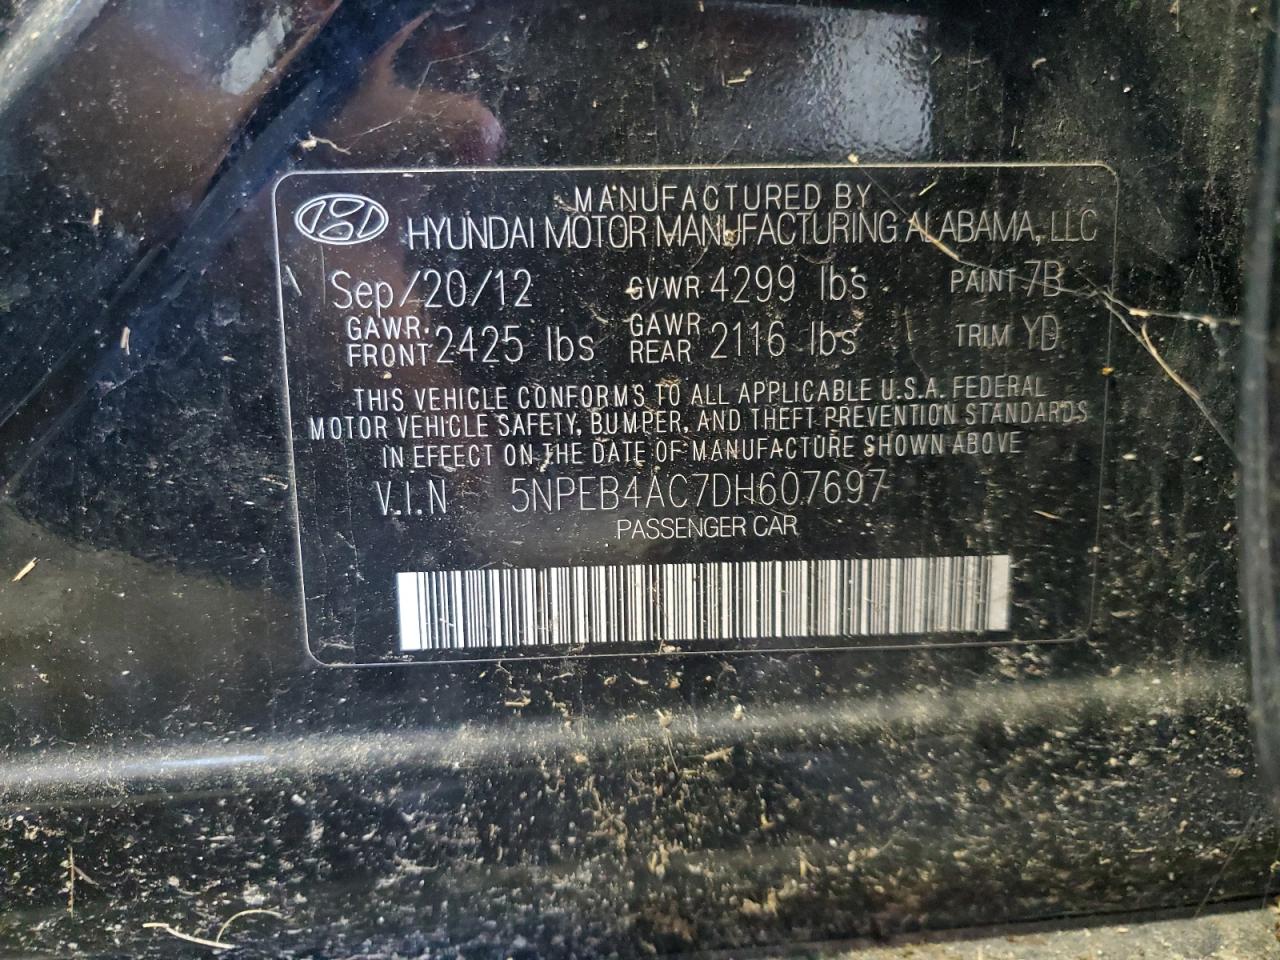 MANUFACTURED BY
HYUNDAI MOTOR MANUFACTURING ALABAMA, LLC
Sep/20/12 GVWR 4299 lbs PAINT 7B
GAWR: FRONT 2425 lbs GAWR REAR 2116 lbs TRIM YD
THIS VEHICLE CONFORMS TO ALL APPLICABLE U.S.A. FEDERAL
MOTOR VEHICLE SAFETY, BUMPER, AND THEFT PREVENTION STANDARDS
IN EFFECT ON THE DATE OF MANUFACTURE SHOWN ABOVE
V.I.N 5NPEB4AC7DH607697
PASSENGER CAR